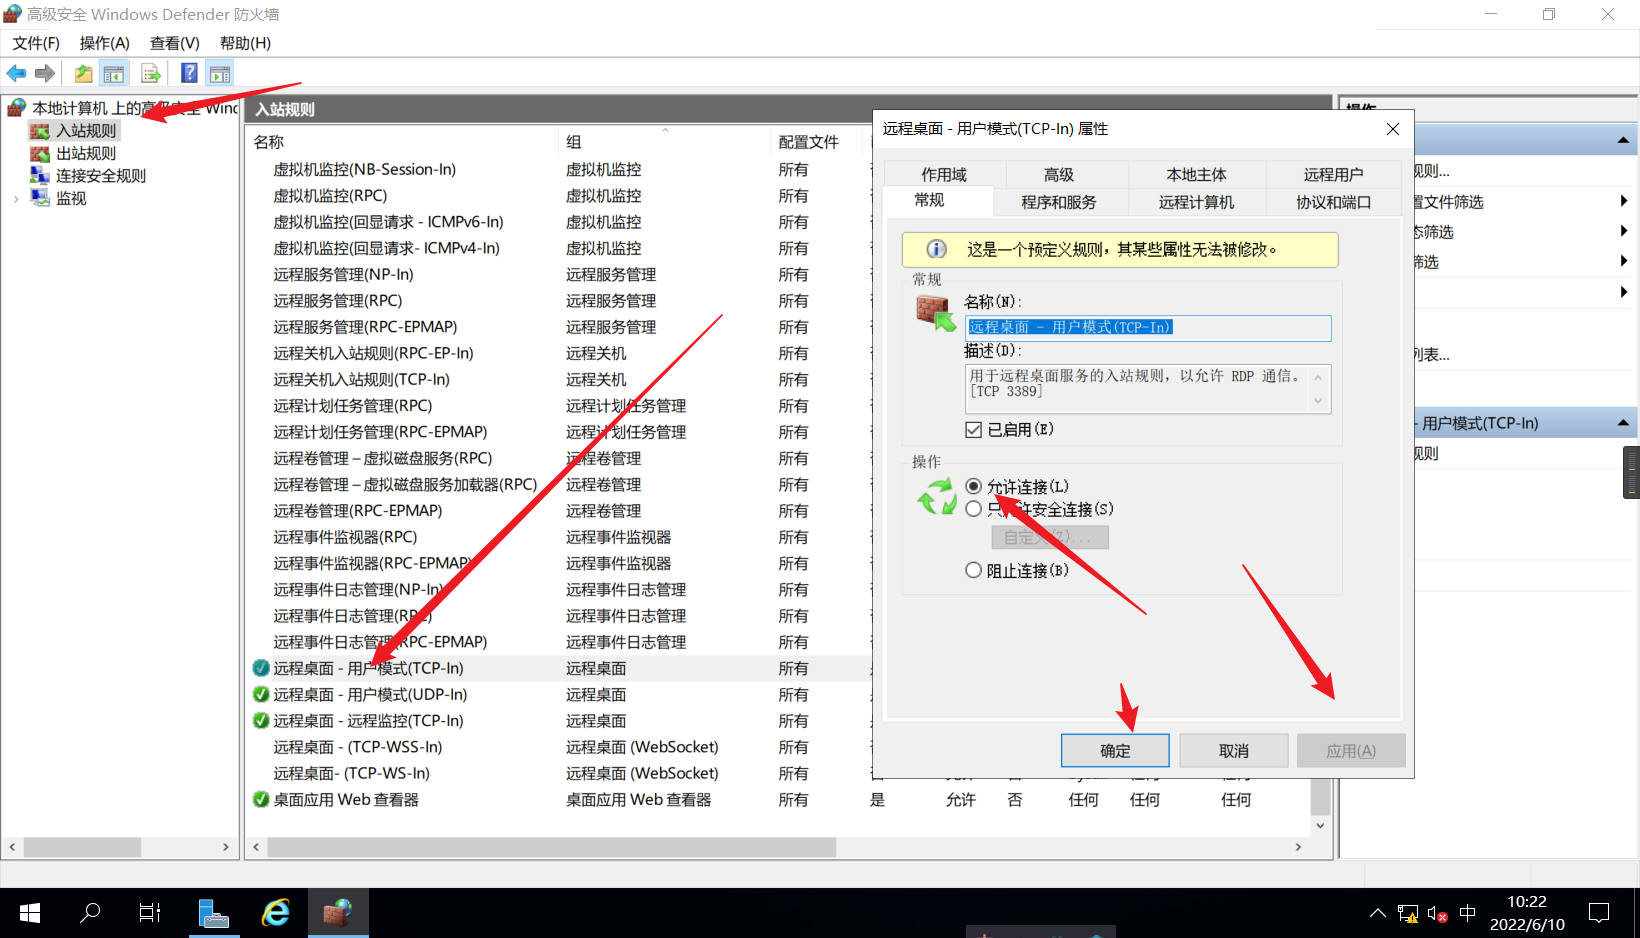 高级安全 Windows Defender 防火墙
文件(F) 操作(A) 查看(V) 帮助(H)
本地计算机 上的高级安全 Wind
入站规则
出站规则
连接安全规则
监视
入站规则
名称 组 配置文件
虚拟机监控(NB-Session-In) 虚拟机监控 所有
虚拟机监控(RPC) 虚拟机监控 所有
虚拟机监控(回显请求 - ICMPv6-In) 虚拟机监控 所有
虚拟机监控(回显请求- ICMPv4-In) 虚拟机监控 所有
远程服务管理(NP-In) 远程服务管理 所有
远程服务管理(RPC) 远程服务管理 所有
远程服务管理(RPC-EPMAP) 远程服务管理 所有
远程关机入站规则(RPC-EP-In) 远程关机 所有
远程关机入站规则(TCP-In) 远程关机 所有
远程计划任务管理(RPC) 远程计划任务管理 所有
远程计划任务管理(RPC-EPMAP) 远程计划任务管理 所有
远程卷管理 – 虚拟磁盘服务(RPC) 远程卷管理 所有
远程卷管理 – 虚拟磁盘服务加载器(RPC) 远程卷管理 所有
远程卷管理(RPC-EPMAP) 远程卷管理 所有
远程事件监视器(RPC) 远程事件监视器 所有
远程事件监视器(RPC-EPMAP) 远程事件监视器 所有
远程事件日志管理(NP-In) 远程事件日志管理 所有
远程事件日志管理(RPC) 远程事件日志管理 所有
远程事件日志管理(RPC-EPMAP) 远程事件日志管理 所有
远程桌面 - 用户模式(TCP-In) 远程桌面 所有
远程桌面 - 用户模式(UDP-In) 远程桌面 所有
远程桌面 - 远程监控(TCP-In) 远程桌面 所有
远程桌面 - (TCP-WSS-In) 远程桌面 (WebSocket) 所有
远程桌面- (TCP-WS-In) 远程桌面 (WebSocket) 所有
桌面应用 Web 查看器 桌面应用 Web 查看器 所有 是 允许 否 任何 任何 任何
远程桌面 - 用户模式(TCP-In) 属性
作用域 高级 本地主体 远程用户
常规 程序和服务 远程计算机 协议和端口
这是一个预定义规则，其某些属性无法被修改。
常规
名称(N):
远程桌面 - 用户模式(TCP-In)
描述(D):
用于远程桌面服务的入站规则，以允许 RDP 通信。
[TCP 3389]
已启用(E)
操作
允许连接(L)
只允许安全连接(S)
自定义(Z)...
阻止连接(B)
确定 取消 应用(A)
操作
规则...
置文件筛选
态筛选
筛选
列表...
- 用户模式(TCP-In)
规则
中
10:22
2022/6/10